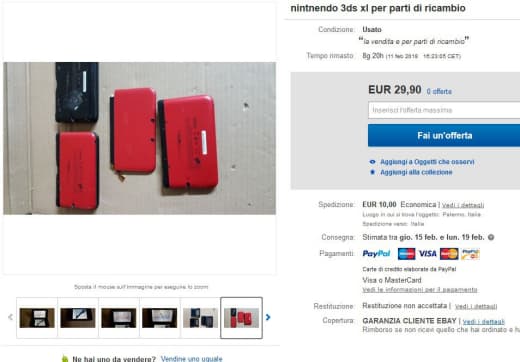 nintnendo 3ds xl per parti di ricambio
Condizione: Usato
“la vendita e per parti di ricambio”
Tempo rimasto: 8g 20h (11 feb 2018 15:23:05 CET)
EUR 29,90 0 offerte
Inserisci l'offerta massima
Fai un'offerta
Aggiungi a Oggetti che osservi
Aggiungi alla collezione
Spedizione: EUR 10,00 Economica | Vedi i dettagli
Luogo in cui si trova l'oggetto: Palermo, Italia
Spedizione verso: Italia
Consegna: Stimata tra gio. 15 feb. e lun. 19 feb.
Pagamenti: PayPal VISA PayPal
Carte di credito elaborate da PayPal
Visa o MasterCard
Vedi le informazioni per il pagamento
Restituzione: Restituzione non accettata | Vedi i dettagli
Copertura: GARANZIA CLIENTE EBAY | Vedi i dettagli
Rimborso se non ricevi quello che hai ordinato e h
Sposta il mouse sull'immagine per eseguire lo zoom
Ne hai uno da vendere? Vendine uno uguale